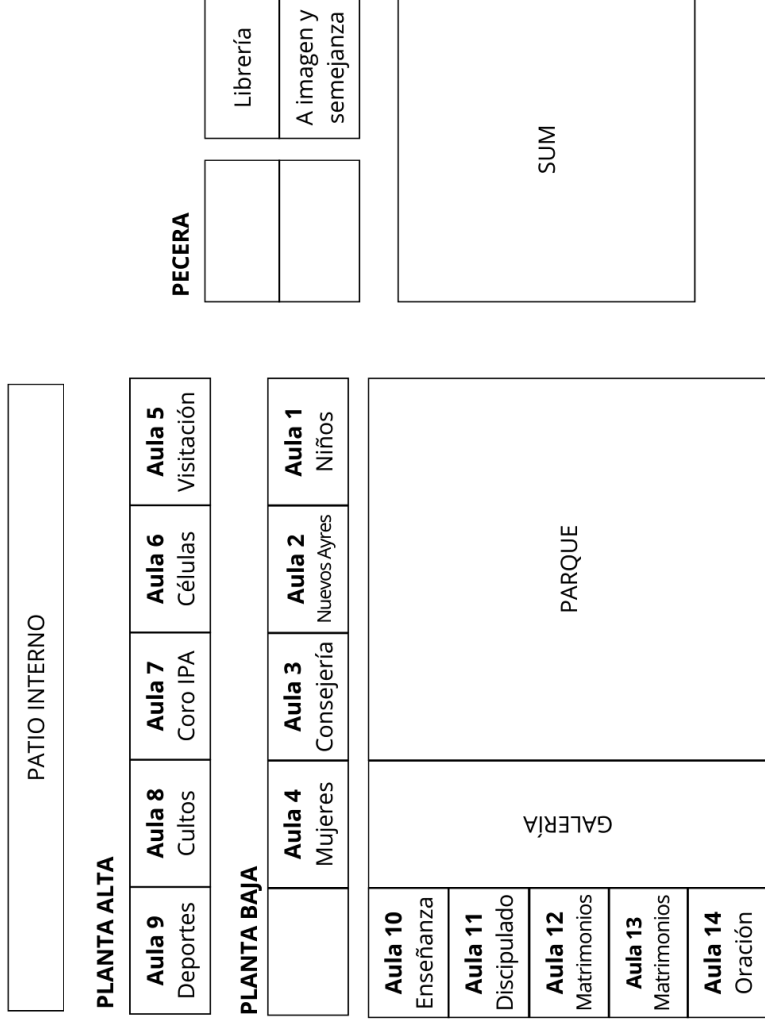 PATIO INTERNO
PLANTA ALTA
Aula 9
Deportes
Aula 8
Cultos
Aula 7
Coro IPA
Aula 6
Células
Aula 5
Visitación
PECERA
Librería
A imagen y
semejanza
PLANTA BAJA
Aula 4
Mujeres
Aula 3
Consejería
Aula 2
Nuevos Ayres
Aula 1
Niños
Aula 10
Enseñanza
Aula 11
Discipulado
Aula 12
Matrimonios
Aula 13
Matrimonios
Aula 14
Oración
GALERÍA
PARQUE
SUM